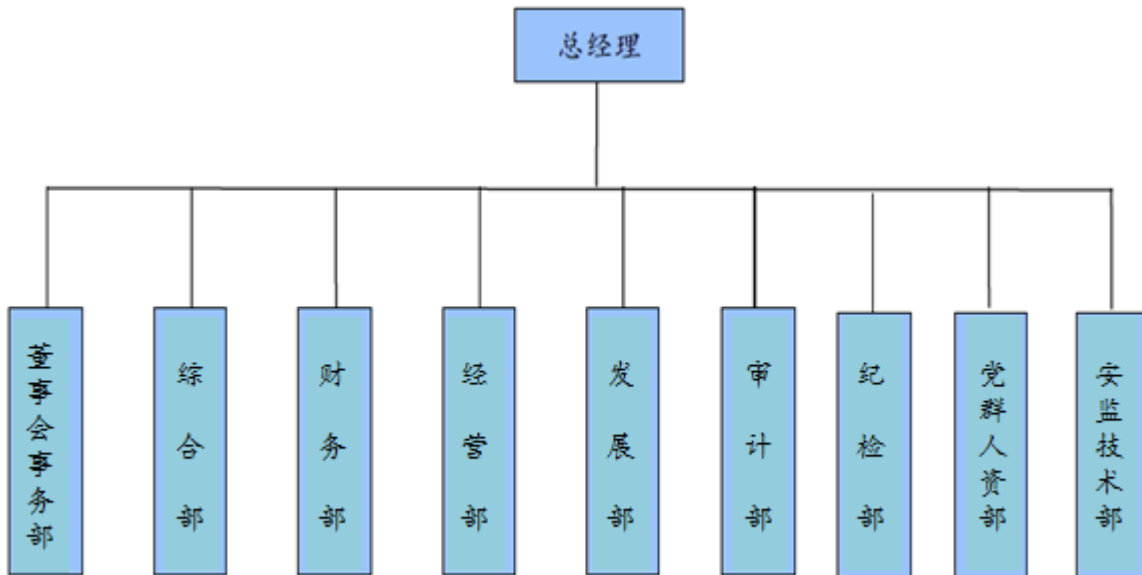 总经理
董事会事务部
综合部
财务部
经营部
发展部
审计部
纪检部
党群人资部
安监技术部